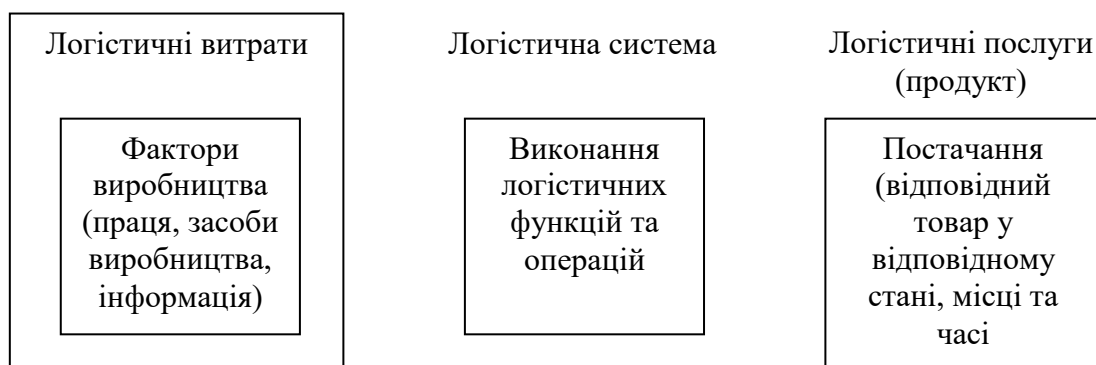 Логістичні витрати
Фактори
виробництва
(праця, засоби
виробництва,
інформація)
Логістична система
Виконання
логістичних
функцій та
операцій
Логістичні послуги
(продукт)
Постачання
(відповідний
товар у
відповідному
стані, місці та
часі